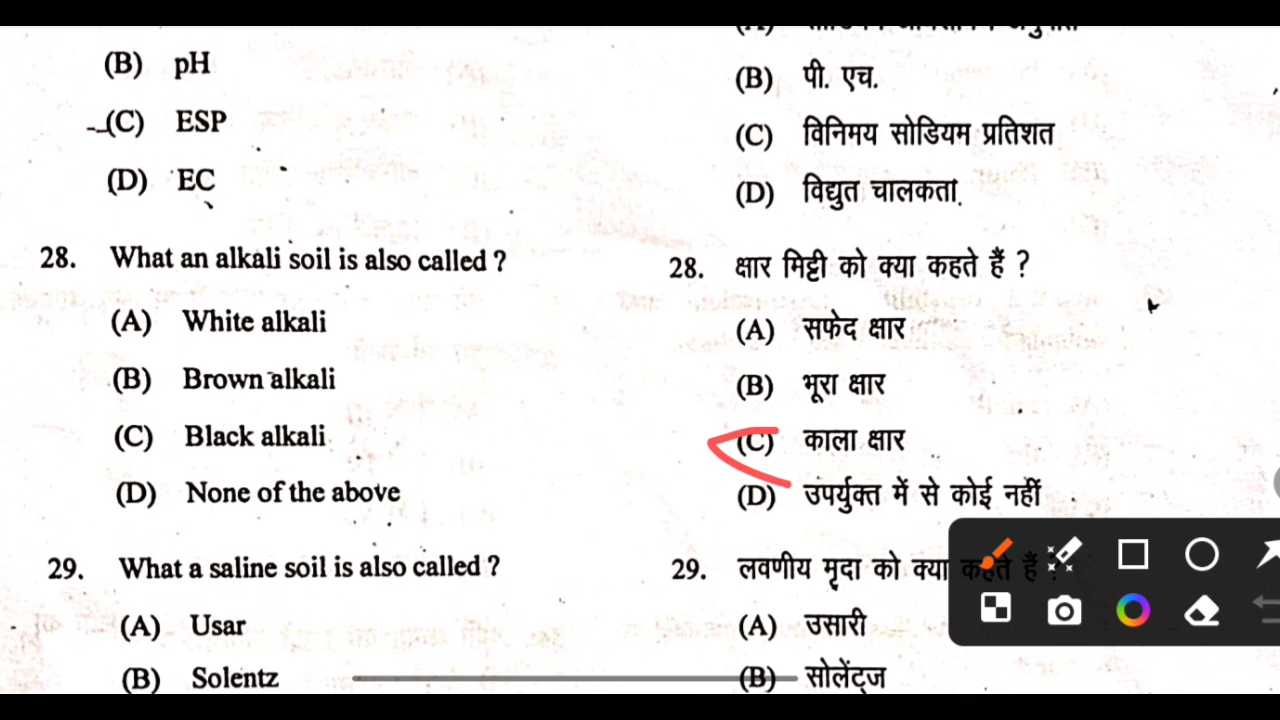 (B) pH
(C) ESP
(D) EC
28. What an alkali soil is also called ?
(A) White alkali
(B) Brown alkali
(C) Black alkali
(D) None of the above
29. What a saline soil is also called ?
(A) Usar
(B) Solentz
(B) पी. एच.
(C) विनिमय सोडियम प्रतिशत
(D) विद्युत चालकता
28. क्षार मिट्टी को क्या कहते हैं ?
(A) सफेद क्षार
(B) भूरा क्षार
(C) काला क्षार
(D) उपर्युक्त में से कोई नहीं
29. लवणीय मृदा को क्या कहते हैं ?
(A) उसारी
(B) सोलेंट्ज